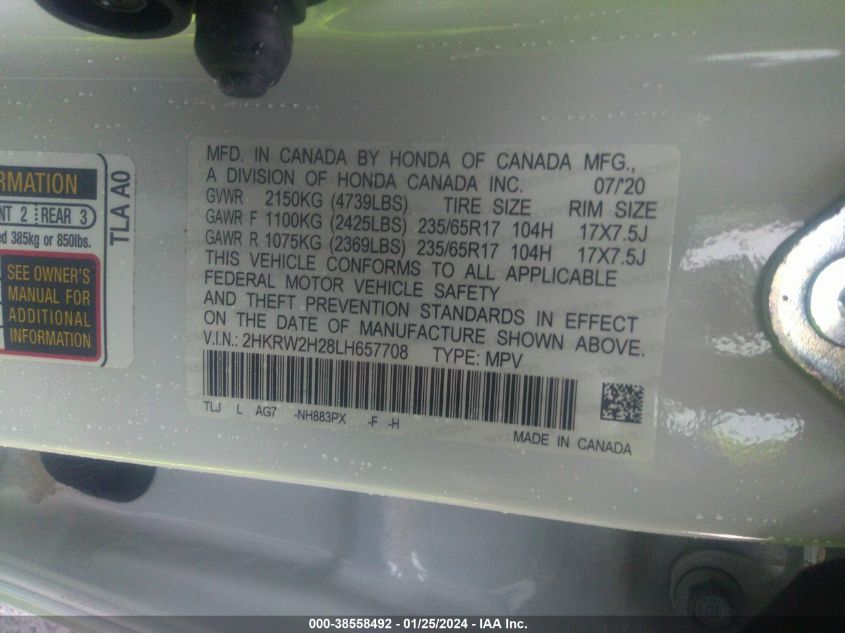 RMATION
NT 2 REAR 3
ed 385kg or 850lbs.
SEE OWNER'S
MANUAL FOR
ADDITIONAL
INFORMATION
TLA A0
MFD. IN CANADA BY HONDA OF CANADA MFG.,
A DIVISION OF HONDA CANADA INC. 07/'20
GVWR 2150KG (4739LBS) TIRE SIZE RIM SIZE
GAWR F 1100KG (2425LBS) 235/65R17 104H 17X7.5J
GAWR R 1075KG (2369LBS) 235/65R17 104H 17X7.5J
THIS VEHICLE CONFORMS TO ALL APPLICABLE
FEDERAL MOTOR VEHICLE SAFETY
AND THEFT PREVENTION STANDARDS IN EFFECT
ON THE DATE OF MANUFACTURE SHOWN ABOVE.
V.I.N.: 2HKRW2H28LH657708 TYPE: MPV
TLJ L AG7 -NH883PX -F -H
MADE IN CANADA
000-38558492 - 01/25/2024 - IAA Inc.